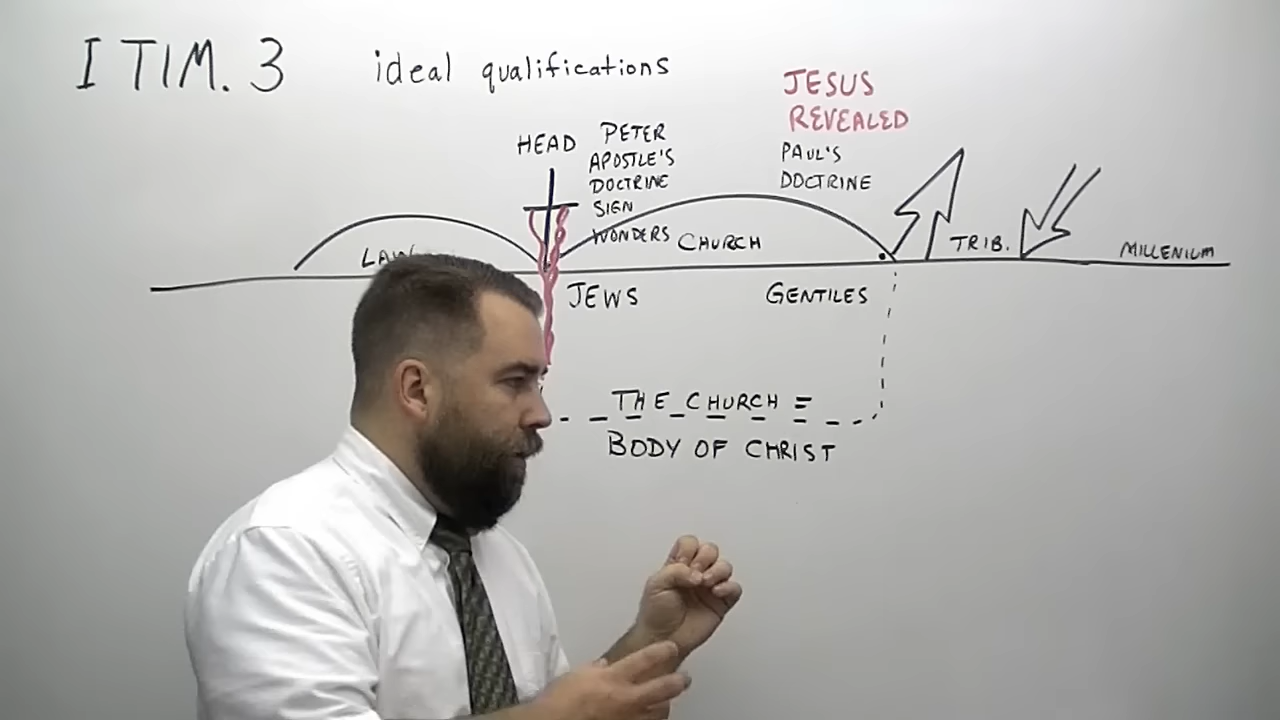 I TIM. 3 ideal qualifications
JESUS
REVEALED
HEAD
PETER
APOSTLE'S
DOCTRINE
SIGN
WONDERS
PAUL'S
DOCTRINE
LAW
CHURCH
TRIB.
MILLENIUM
JEWS
GENTILES
THE CHURCH =
BODY OF CHRIST